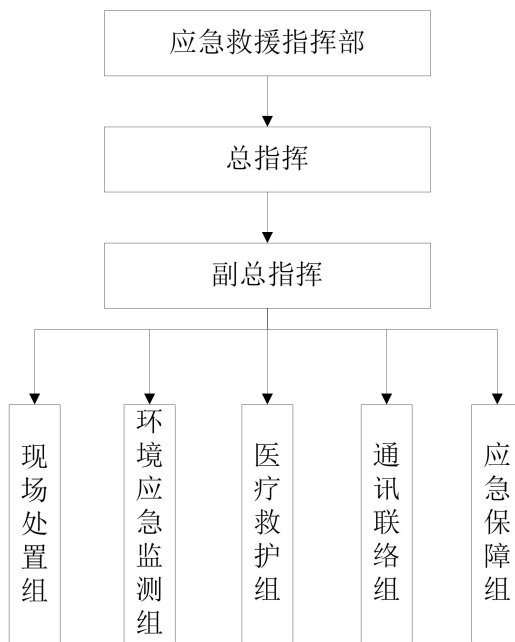 应急救援指挥部
总指挥
副总指挥
现场处置组
环境应急监测组
医疗救护组
通讯联络组
应急保障组